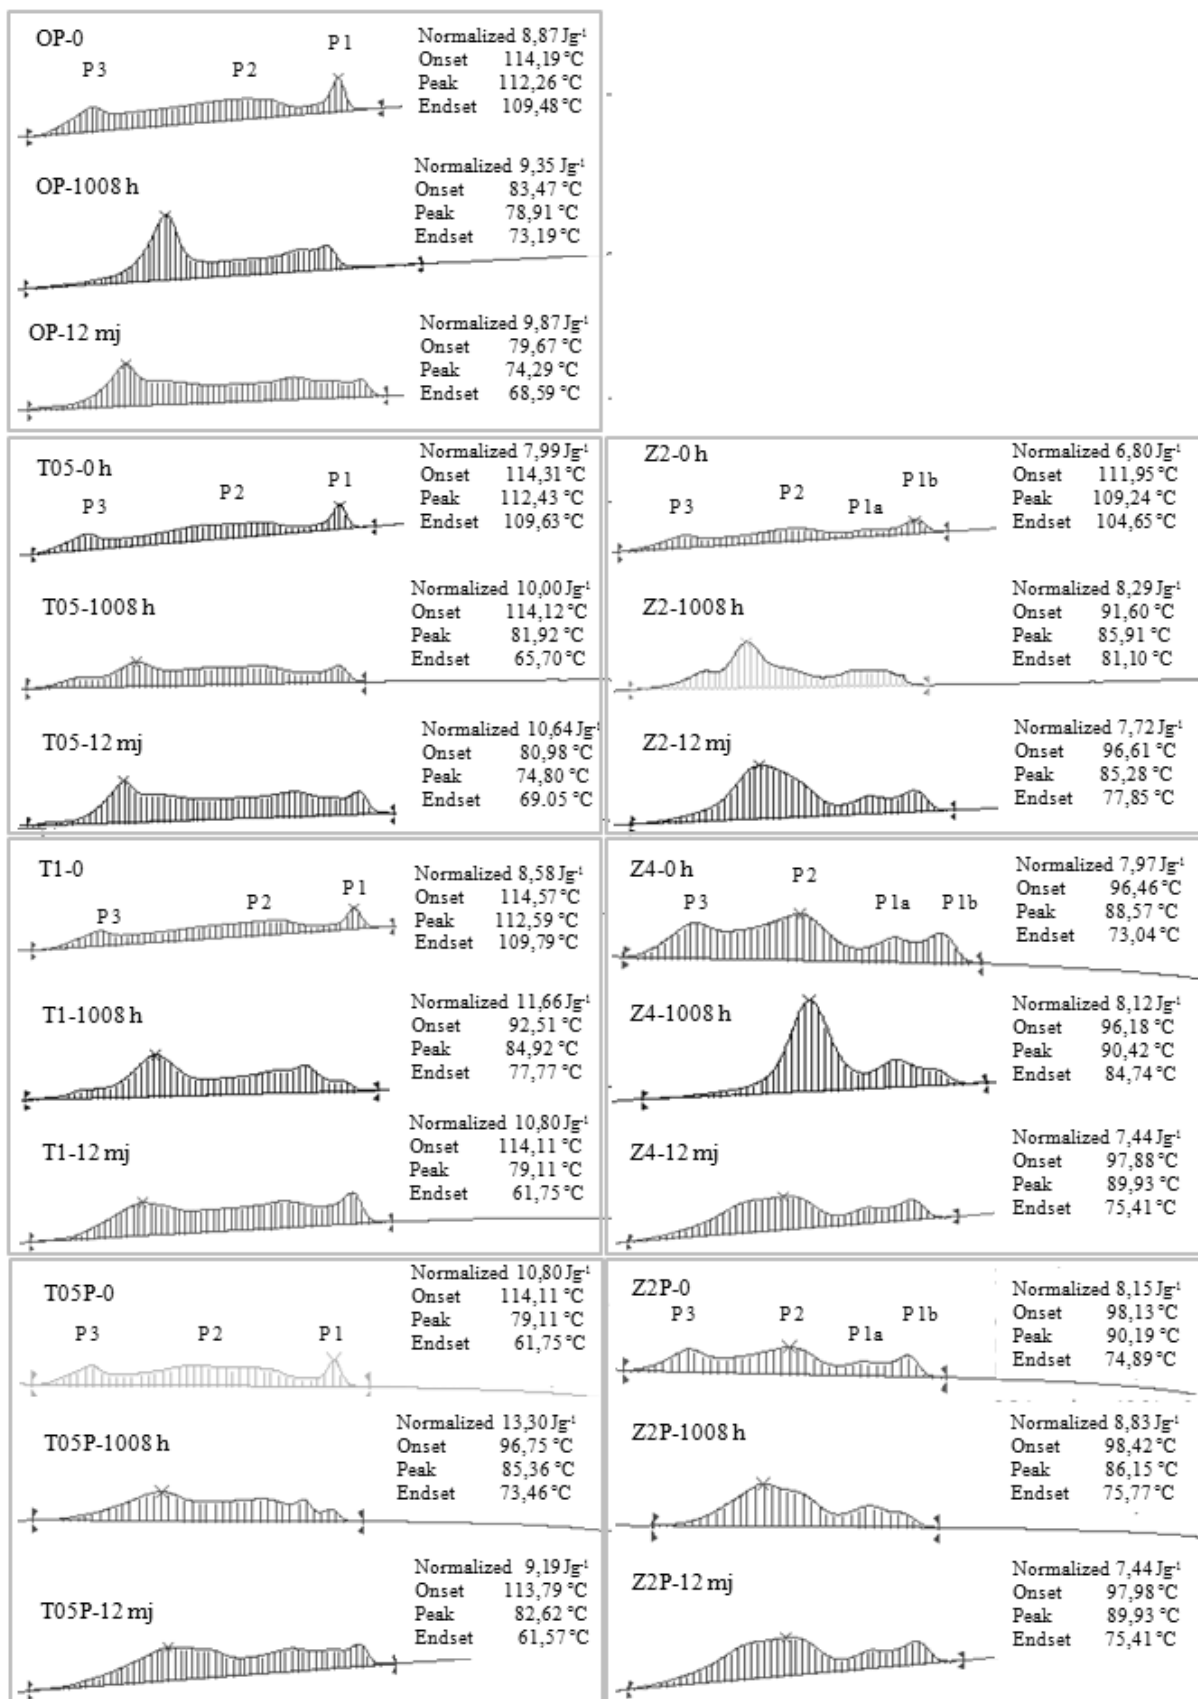 OP-0
P 3
P2
P 1
Normalized 8,87 Jg-1
Onset 114,19 °C
Peak 112,26 °C
Endset 109,48 °C
OP-1008 h
Normalized 9,35 Jg-1
Onset 83,47 °C
Peak 78,91 °C
Endset 73,19 °C
OP-12 mj
Normalized 9,87 Jg-1
Onset 79,67 °C
Peak 74,29 °C
Endset 68,59 °C
T05-0 h
P 3
P2
P 1
Normalized 7,99 Jg-1
Onset 114,31 °C
Peak 112,43 °C
Endset 109,63 °C
T05-1008 h
Normalized 10,00 Jg-1
Onset 114,12 °C
Peak 81,92 °C
Endset 65,70 °C
T05-12 mj
Normalized 10,64 Jg-1
Onset 80,98 °C
Peak 74,80 °C
Endset 69.05 °C
Z2-0 h
P3
P2
P1a
P1b
Normalized 6,80 Jg-1
Onset 111,95 °C
Peak 109,24 °C
Endset 104,65 °C
Z2-1008 h
Normalized 8,29 Jg-1
Onset 91,60 °C
Peak 85,91 °C
Endset 81,10 °C
Z2-12 mj
Normalized 7,72 Jg-1
Onset 96,61 °C
Peak 85,28 °C
Endset 77,85 °C
T1-0
P3
P2
P1
Normalized 8,58 Jg-1
Onset 114,57 °C
Peak 112,59 °C
Endset 109,79 °C
T1-1008 h
Normalized 11,66 Jg-1
Onset 92,51 °C
Peak 84,92 °C
Endset 77,77 °C
T1-12 mj
Normalized 10,80 Jg-1
Onset 114,11 °C
Peak 79,11 °C
Endset 61,75 °C
Z4-0 h
P 3
P2
P1a
P1b
Normalized 7,97 Jg-1
Onset 96,46 °C
Peak 88,57 °C
Endset 73,04 °C
Z4-1008 h
Normalized 8,12 Jg-1
Onset 96,18 °C
Peak 90,42 °C
Endset 84,74 °C
Z4-12 mj
Normalized 7,44 Jg-1
Onset 97,88 °C
Peak 89,93 °C
Endset 75,41 °C
T05P-0
P3
P2
P1
Normalized 10,80 Jg-1
Onset 114,11 °C
Peak 79,11 °C
Endset 61,75 °C
T05P-1008 h
Normalized 13,30 Jg-1
Onset 96,75 °C
Peak 85,36 °C
Endset 73,46 °C
T05P-12 mj
Normalized 9,19 Jg-1
Onset 113,79 °C
Peak 82,62 °C
Endset 61,57 °C
Z2P-0
P3
P2
P1a
P1b
Normalized 8,15 Jg-1
Onset 98,13 °C
Peak 90,19 °C
Endset 74,89 °C
Z2P-1008 h
Normalized 8,83 Jg-1
Onset 98,42 °C
Peak 86,15 °C
Endset 75,77 °C
Z2P-12 mj
Normalized 7,44 Jg-1
Onset 97,98 °C
Peak 89,93 °C
Endset 75,41 °C